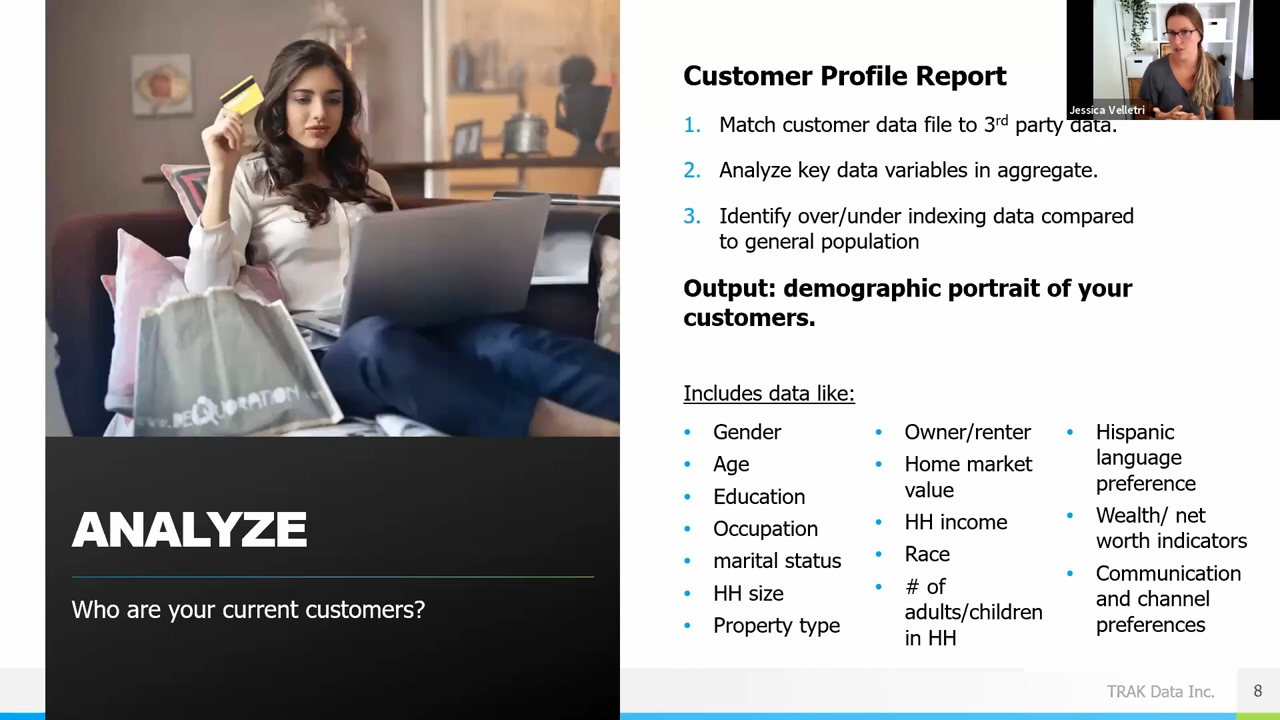 Customer Profile Report
Jessica Velletri
1. Match customer data file to 3rd party data.
2. Analyze key data variables in aggregate.
3. Identify over/under indexing data compared
to general population
Output: demographic portrait of your
customers.
Includes data like:
• Gender
• Age
• Education
• Occupation
• marital status
• HH size
• Property type
• Owner/renter
• Home market
value
• HH income
• Race
• # of
adults/children
in HH
• Hispanic
language
preference
• Wealth/ net
worth indicators
• Communication
and channel
preferences
DEQUORATION
ANALYZE
Who are your current customers?
TRAK Data Inc.
8